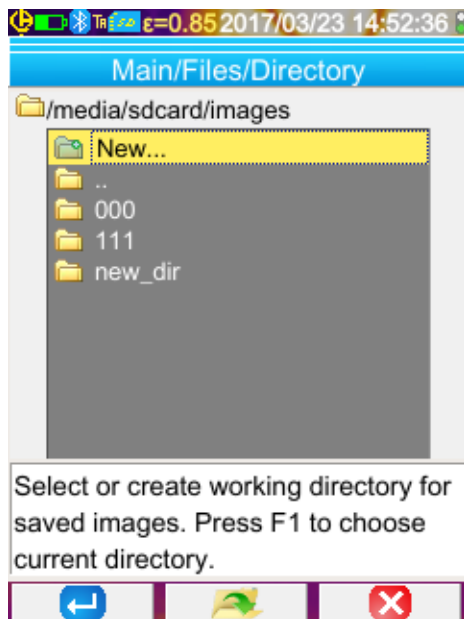 ε=0.85 2017/03/23 14:52:36
Main/Files/Directory
/media/sdcard/images
New...
..
000
111
new_dir
Select or create working directory for
saved images. Press F1 to choose
current directory.